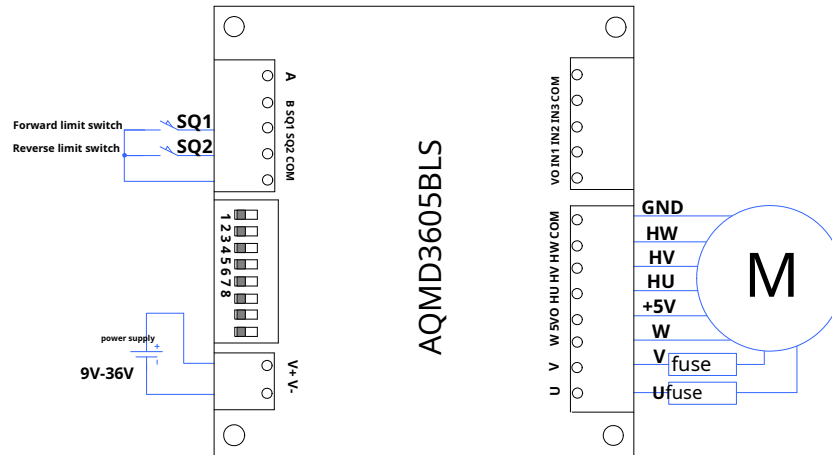 A
B SQ1 SQ2 COM
Forward limit switch
SQ1
Reverse limit switch
SQ2
1 2 3 4 5 6 7 8
power supply
+
-
9V-36V
V+ V-
AQMD3605BLS
VO IN1 IN2 IN3 COM
U V W 5VO HU HV HW COM
GND
HW
HV
HU
+5V
W
V
fuse
U
fuse
M